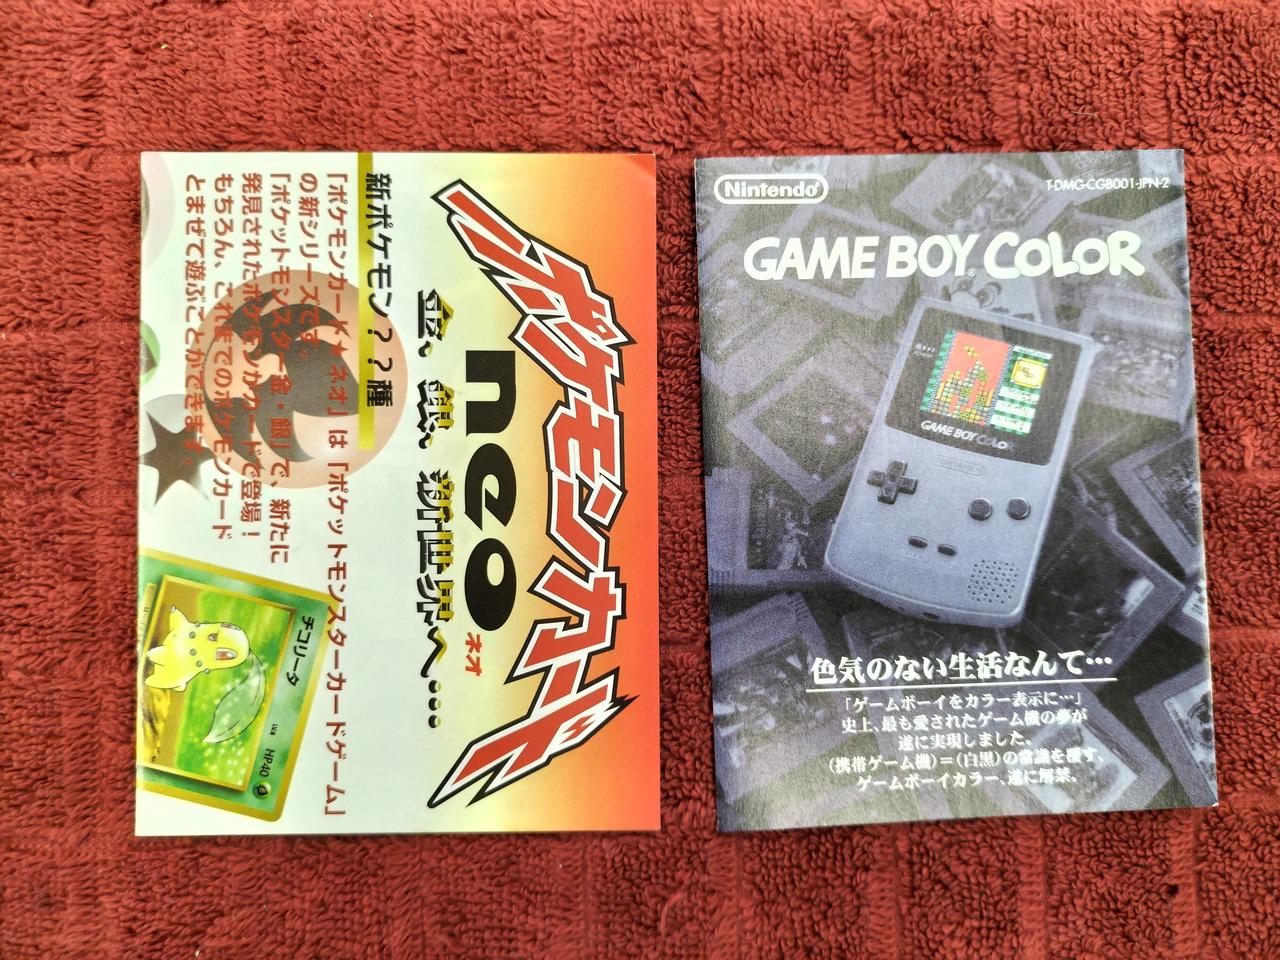 ポケモンカード
neo
ネオ
金、銀、新世界へ…
新ポケモン??種
「ポケモンカード★ネオ」は「ポケットモンスターカードゲーム」
の新シリーズです。
「ポケットモンスター金・銀」で、新たに
発見されたポケモンがカードで登場!
もちろん、これまでのポケモンカード
とまぜて遊ぶことができます。
チコリータ
HP40
Nintendo
T-DMG-CGB001-JPN-2
GAME BOY COLOR
GAME BOY COLOR
色気のない生活なんて…
「ゲームボーイをカラー表示に…」
史上、最も愛されたゲーム機の夢が
遂に実現しました。
(携帯ゲーム機)=(白黒)の常識を覆す、
ゲームボーイカラー、遂に解禁。